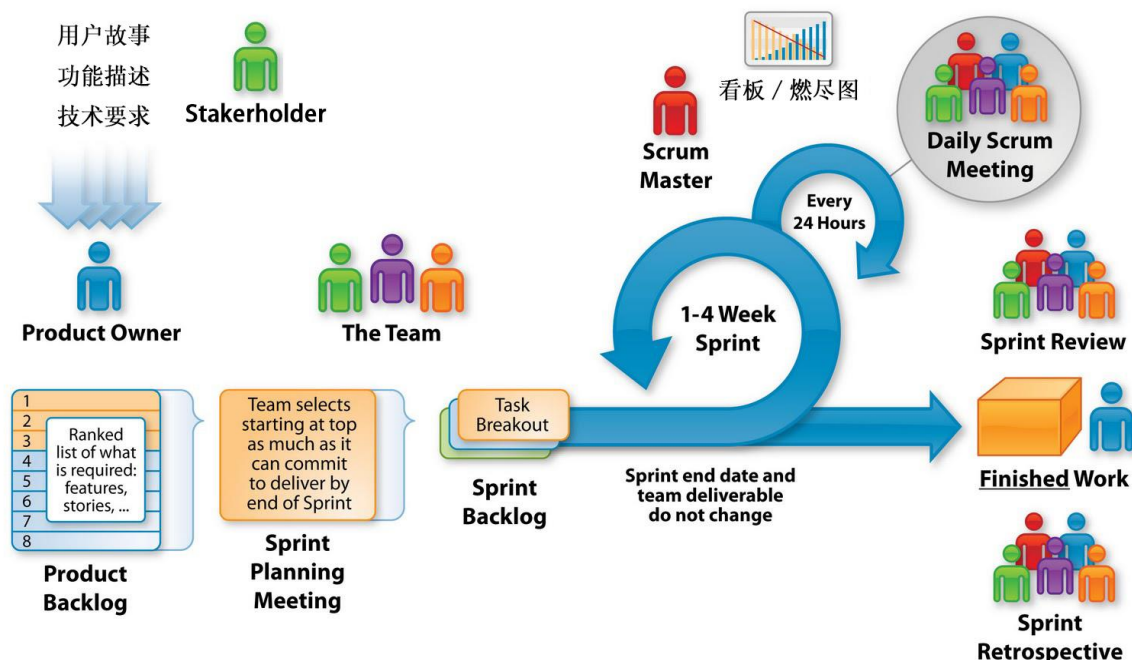 用户故事
功能描述
技术要求
Stakerholder
Product Owner
The Team
看板 / 燃尽图
Scrum
Master
Daily Scrum
Meeting
Every
24 Hours
1-4 Week
Sprint
Sprint Review
1
2
3
4
5
6
7
8
Ranked
list of what
is required:
features,
stories, ...
Product
Backlog
Team selects
starting at top
as much as it
can commit
to deliver by
end of Sprint
Sprint
Planning
Meeting
Task
Breakout
Sprint
Backlog
Sprint end date and
team deliverable
do not change
Finished Work
Sprint
Retrospective